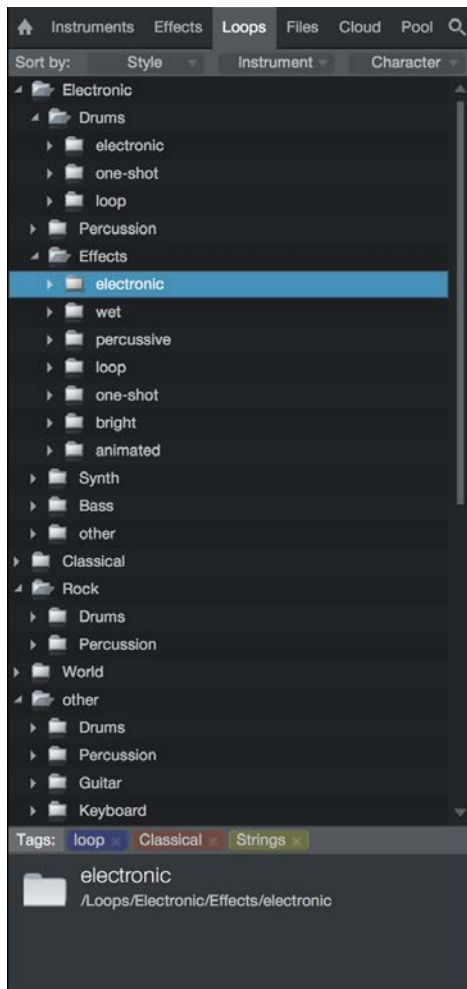 Instruments Effects Loops Files Cloud Pool
Sort by: Style Instrument Character
Electronic
Drums
electronic
one-shot
loop
Percussion
Effects
electronic
wet
percussive
loop
one-shot
bright
animated
Synth
Bass
other
Classical
Rock
Drums
Percussion
World
other
Drums
Percussion
Guitar
Keyboard
Tags: loop x Classical x Strings x
electronic
/Loops/Electronic/Effects/electronic